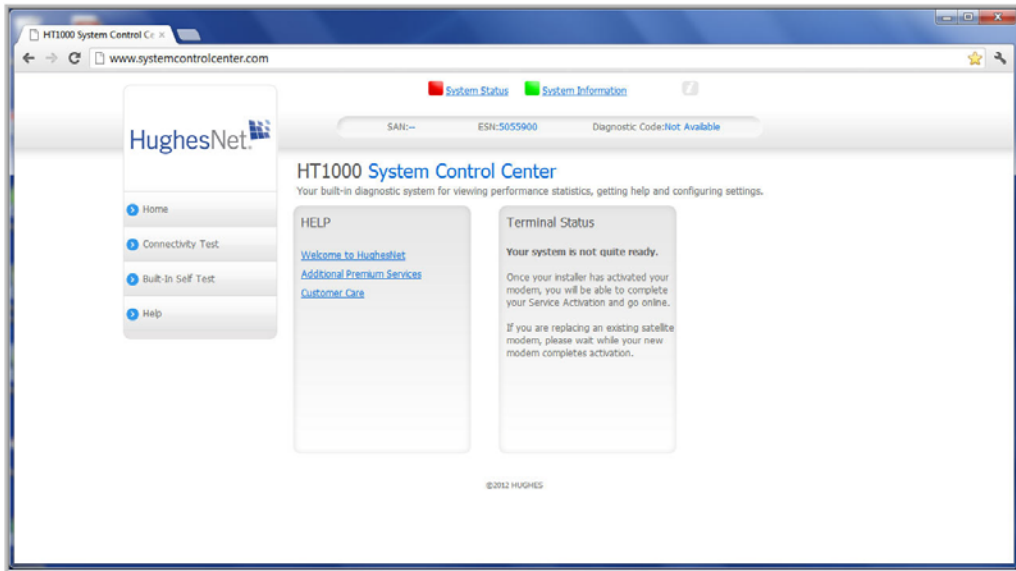 HT1000 System Control Ce
www.systemcontrolcenter.com
System Status System Information i
SAN:-- ESN:5055900 Diagnostic Code:Not Available
HughesNet.
Home
Connectivity Test
Built-In Self Test
Help
HT1000 System Control Center
Your built-in diagnostic system for viewing performance statistics, getting help and configuring settings.
HELP
Welcome to HughesNet
Additional Premium Services
Customer Care
Terminal Status
Your system is not quite ready.
Once your installer has activated your
modem, you will be able to complete
your Service Activation and go online.
If you are replacing an existing satellite
modem, please wait while your new
modem completes activation.
©2012 HUGHES